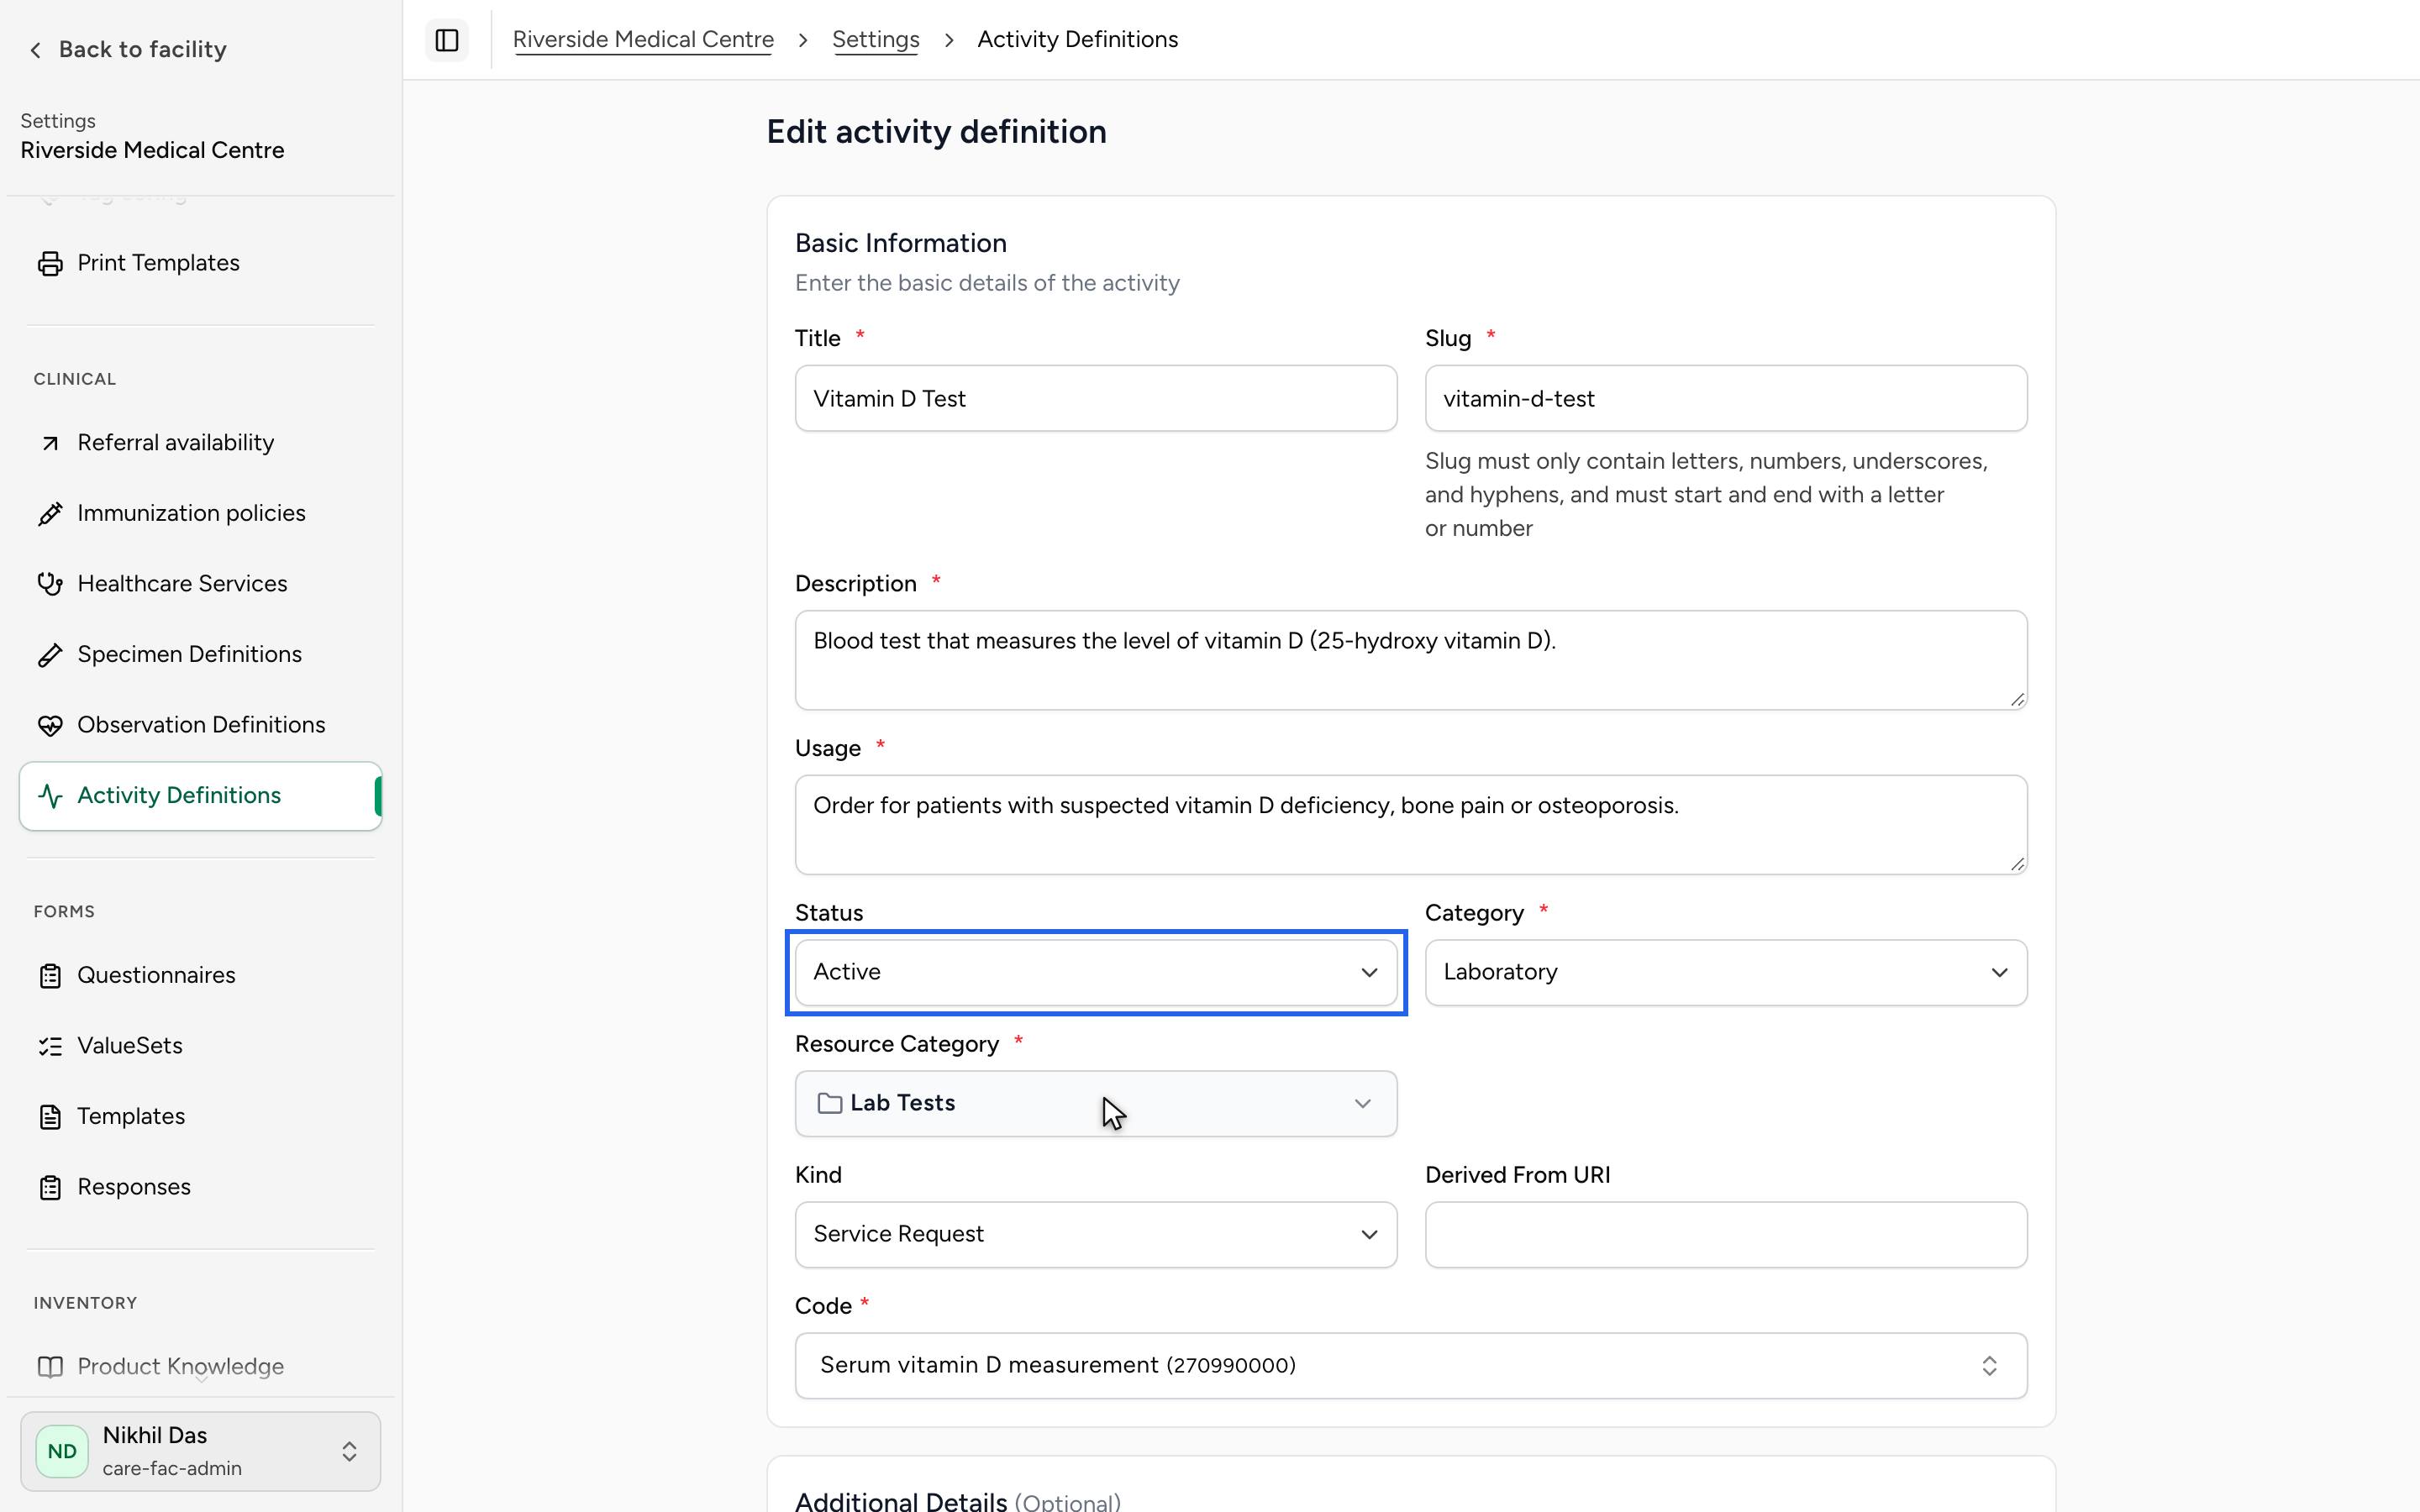 Back to facility
Settings
Riverside Medical Centre
Print Templates
CLINICAL
Referral availability
Immunization policies
Healthcare Services
Specimen Definitions
Observation Definitions
Activity Definitions
FORMS
Questionnaires
ValueSets
Templates
Responses
INVENTORY
Product Knowledge
ND
Nikhil Das
care-fac-admin
Riverside Medical Centre > Settings > Activity Definitions
Edit activity definition
Basic Information
Enter the basic details of the activity
Title *
Vitamin D Test
Slug *
vitamin-d-test
Slug must only contain letters, numbers, underscores,
and hyphens, and must start and end with a letter
or number
Description *
Blood test that measures the level of vitamin D (25-hydroxy vitamin D).
Usage *
Order for patients with suspected vitamin D deficiency, bone pain or osteoporosis.
Status
Active
Category *
Laboratory
Resource Category *
Lab Tests
Kind
Service Request
Derived From URI
Code *
Serum vitamin D measurement (270990000)
Additional Details (Optional)